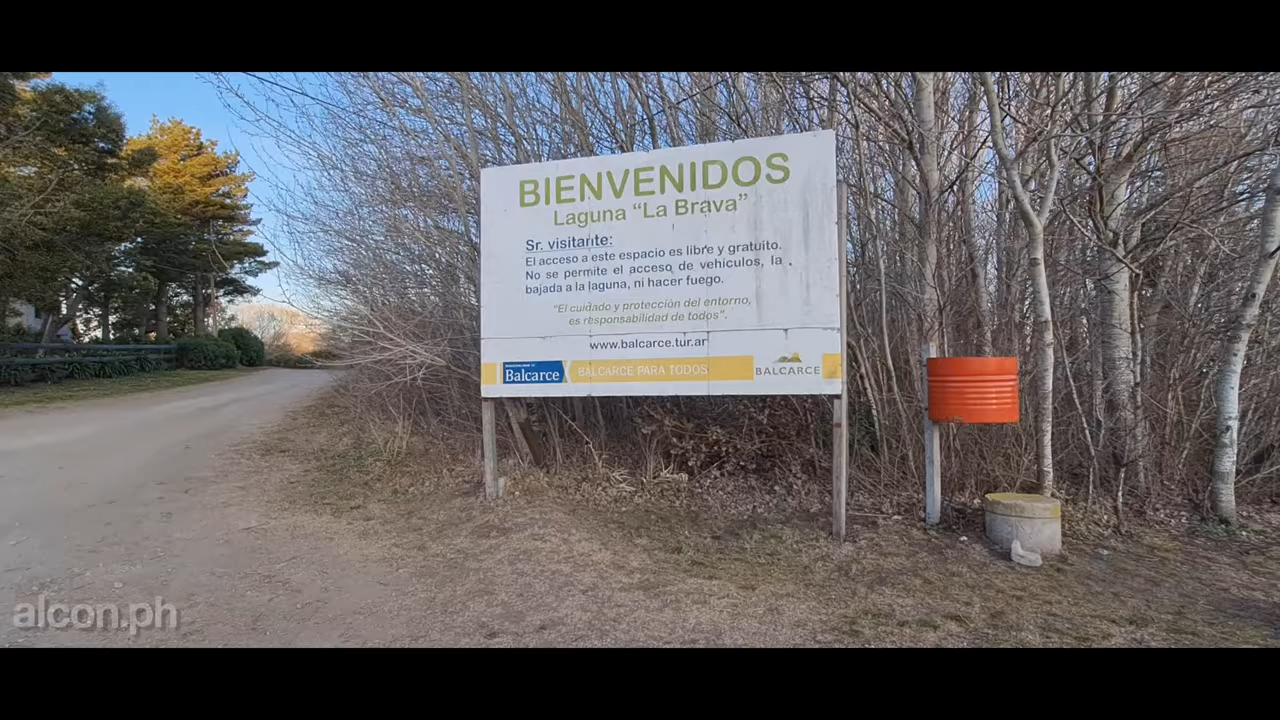 BIENVENIDOS
Laguna "La Brava"
Sr. visitante:
El acceso a este espacio es libre y gratuito.
No se permite el acceso de vehículos, la
bajada a la laguna, ni hacer fuego.
"El cuidado y protección del entorno,
es responsabilidad de todos".
www.balcarce.tur.ar
Balcarce BALCARCE PARA TODOS BALCARCE
alcon.ph